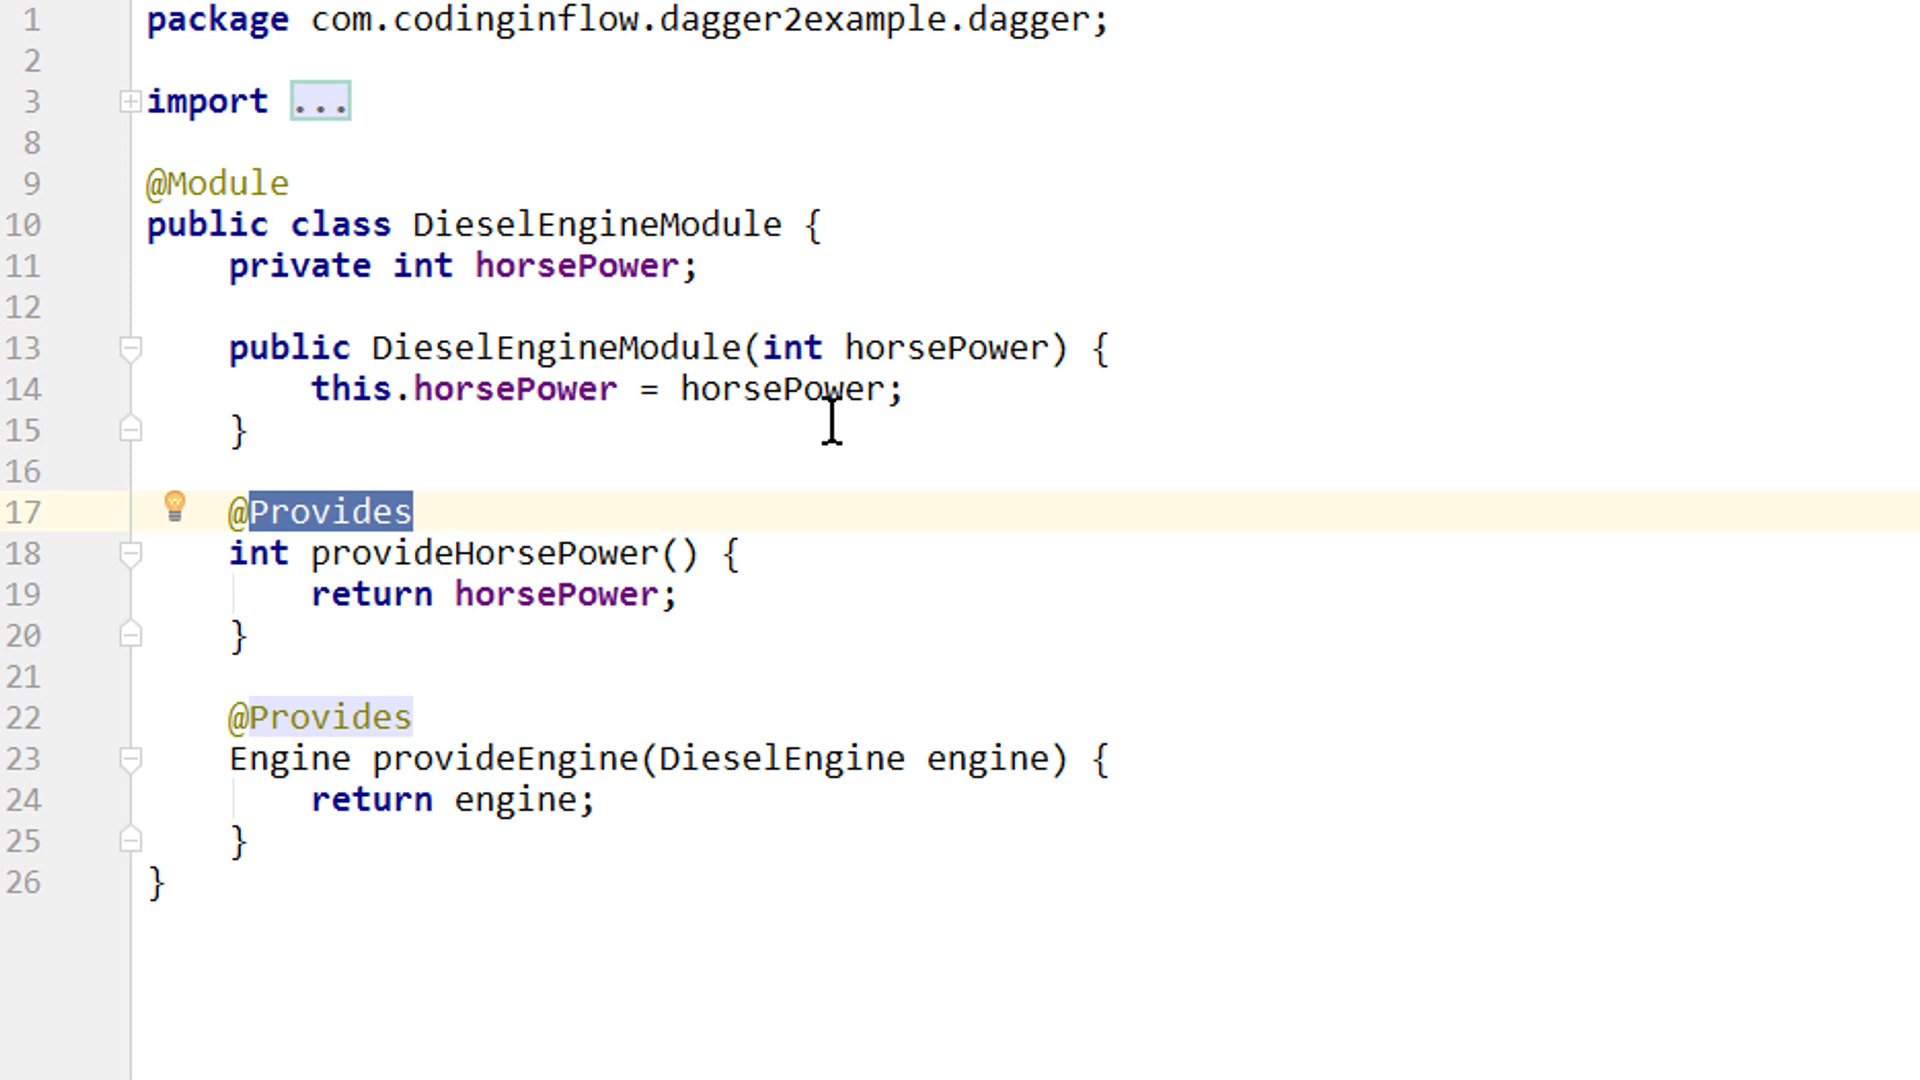 1 package com.codinginflow.dagger2example.dagger;
2
3 import ...
8
9 @Module
10 public class DieselEngineModule {
11 private int horsePower;
12
13 public DieselEngineModule(int horsePower) {
14 this.horsePower = horsePower;
15 }
16
17 @Provides
18 int provideHorsePower() {
19 return horsePower;
20 }
21
22 @Provides
23 Engine provideEngine(DieselEngine engine) {
24 return engine;
25 }
26 }